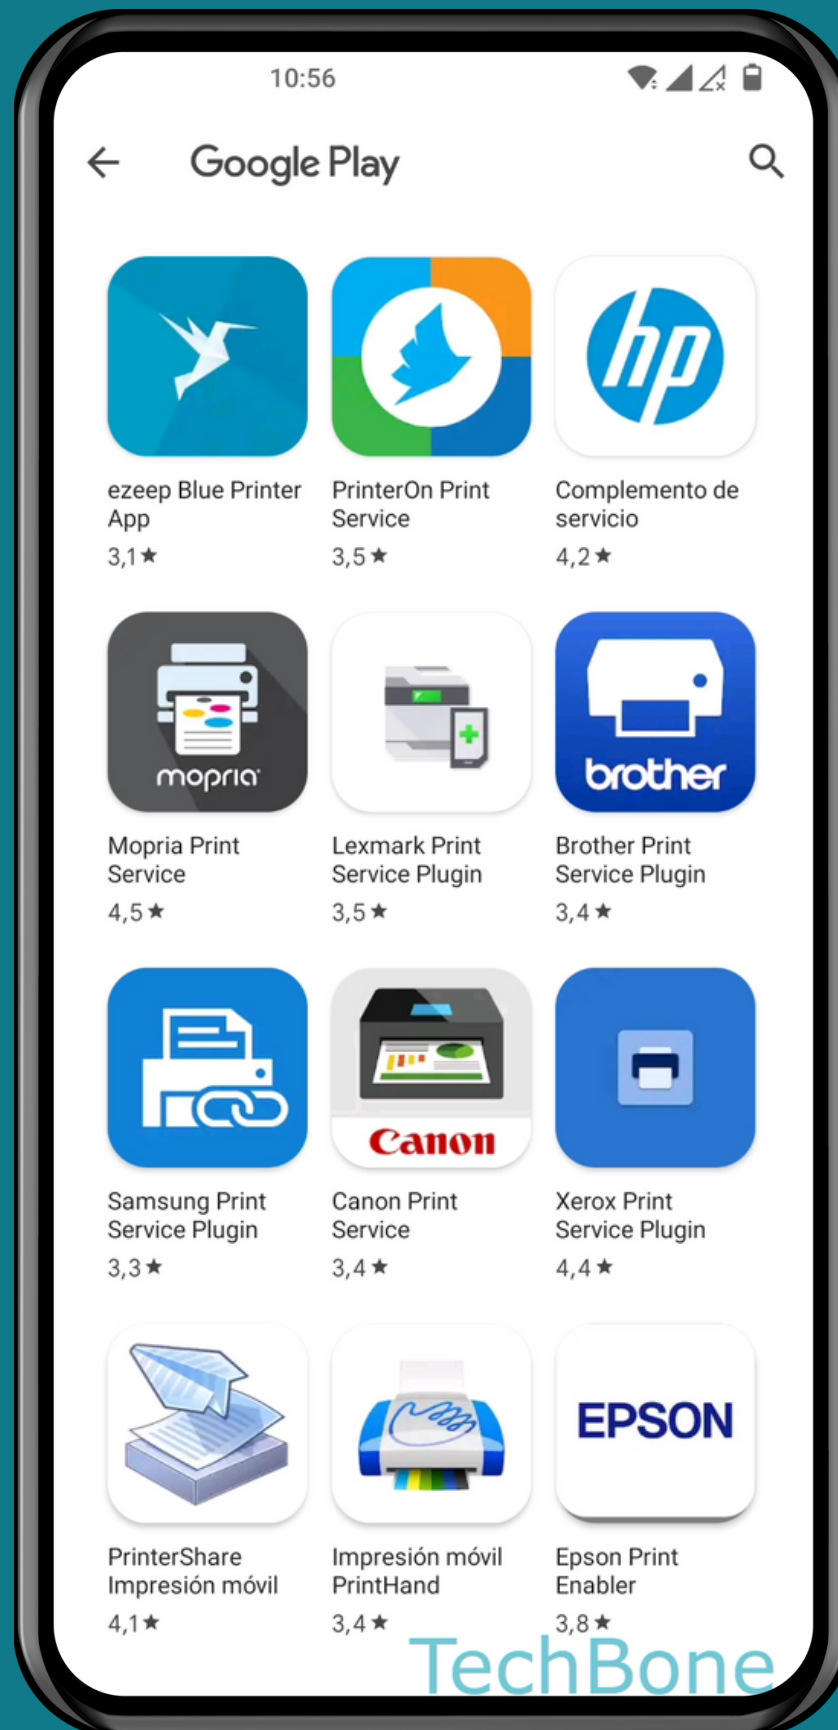 10:56
Google Play
hp
ezeep Blue Printer
App
3,1★
PrinterOn Print
Service
3,5★
Complemento de
servicio
4,2★
mopria
brother
Mopria Print
Service
4,5★
Lexmark Print
Service Plugin
3,5★
Brother Print
Service Plugin
3,4★
Canon
Samsung Print
Service Plugin
3,3★
Canon Print
Service
3,4★
Xerox Print
Service Plugin
4,4★
EPSON
PrinterShare
Impresión móvil
4,1★
Impresión móvil
PrintHand
3,4★
Epson Print
Enabler
3,8★
TechBone